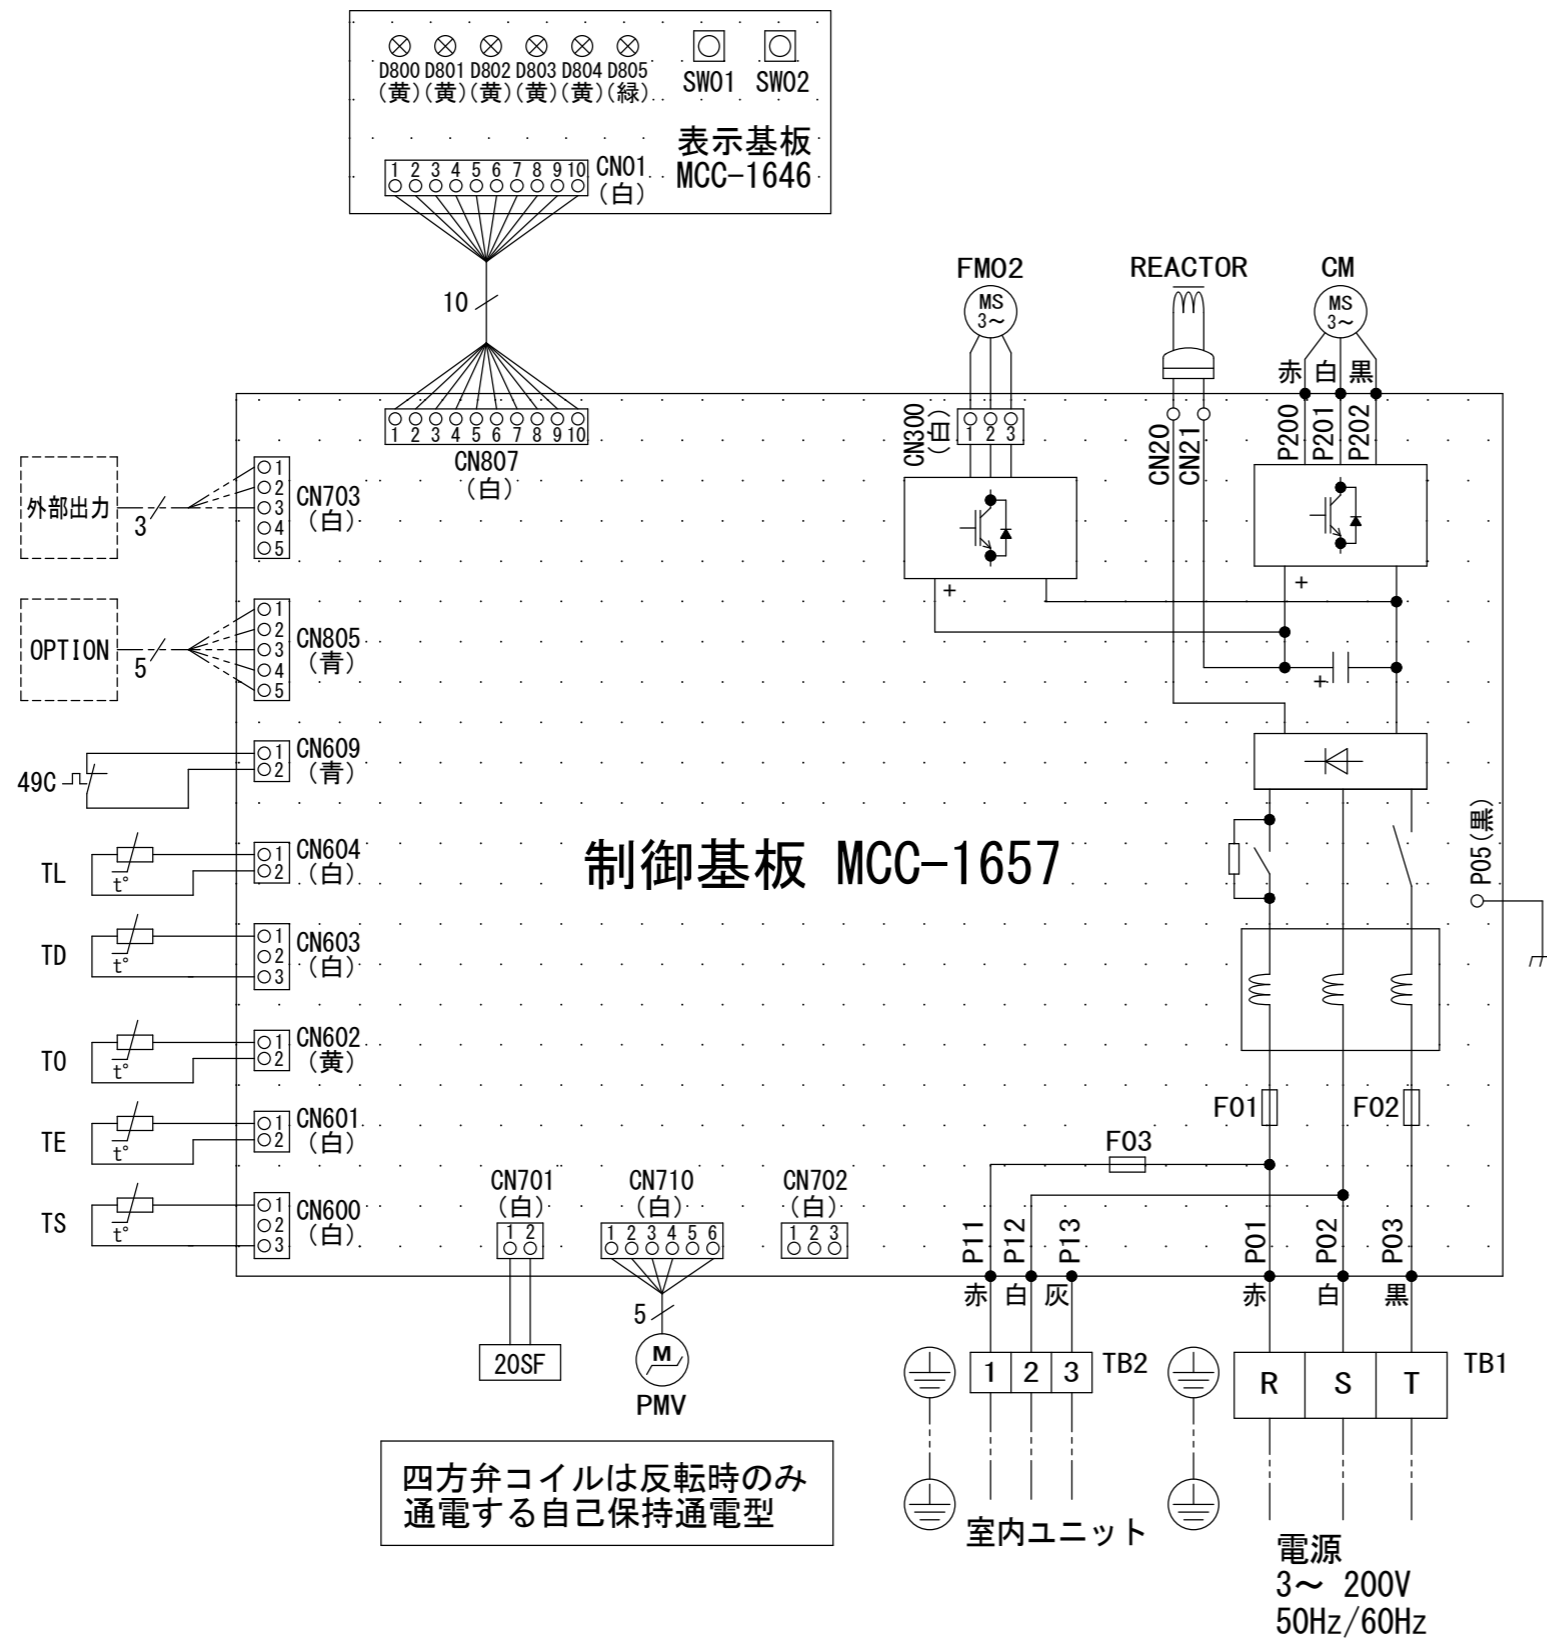 D800 D801 D802 D803 D804 D805
(黄)(黄)(黄)(黄)(黄)(緑)
SW01 SW02
表示基板
MCC-1646
1 2 3 4 5 6 7 8 9 10
CN01
(白)
10
FM02
MS
3～
REACTOR
CM
MS
3～
赤 白 黒
P200 P201 P202
1 2 3 4 5 6 7 8 9 10
CN807
(白)
CN300
(白)
1 2 3
CN20 CN21
+
+
+
外部出力
3
1
2
3
4
5
CN703
(白)
OPTION
5
1
2
3
4
5
CN805
(青)
49C
1
2
CN609
(青)
制御基板 MCC-1657
P05(黒)
TL
t°
1
2
CN604
(白)
TD
t°
1
2
3
CN603
(白)
TO
t°
1
2
CN602
(黄)
TE
t°
1
2
CN601
(白)
TS
t°
1
2
3
CN600
(白)
F01
F02
F03
CN701
(白)
1 2
20SF
CN710
(白)
1 2 3 4 5 6
5
M
PMV
CN702
(白)
1 2 3
P11 P12 P13
赤 白 灰
1 2 3
TB2
P01 P02 P03
赤 白 黒
R S T
TB1
四方弁コイルは反転時のみ
通電する自己保持通電型
室内ユニット
電源
3～ 200V
50Hz/60Hz